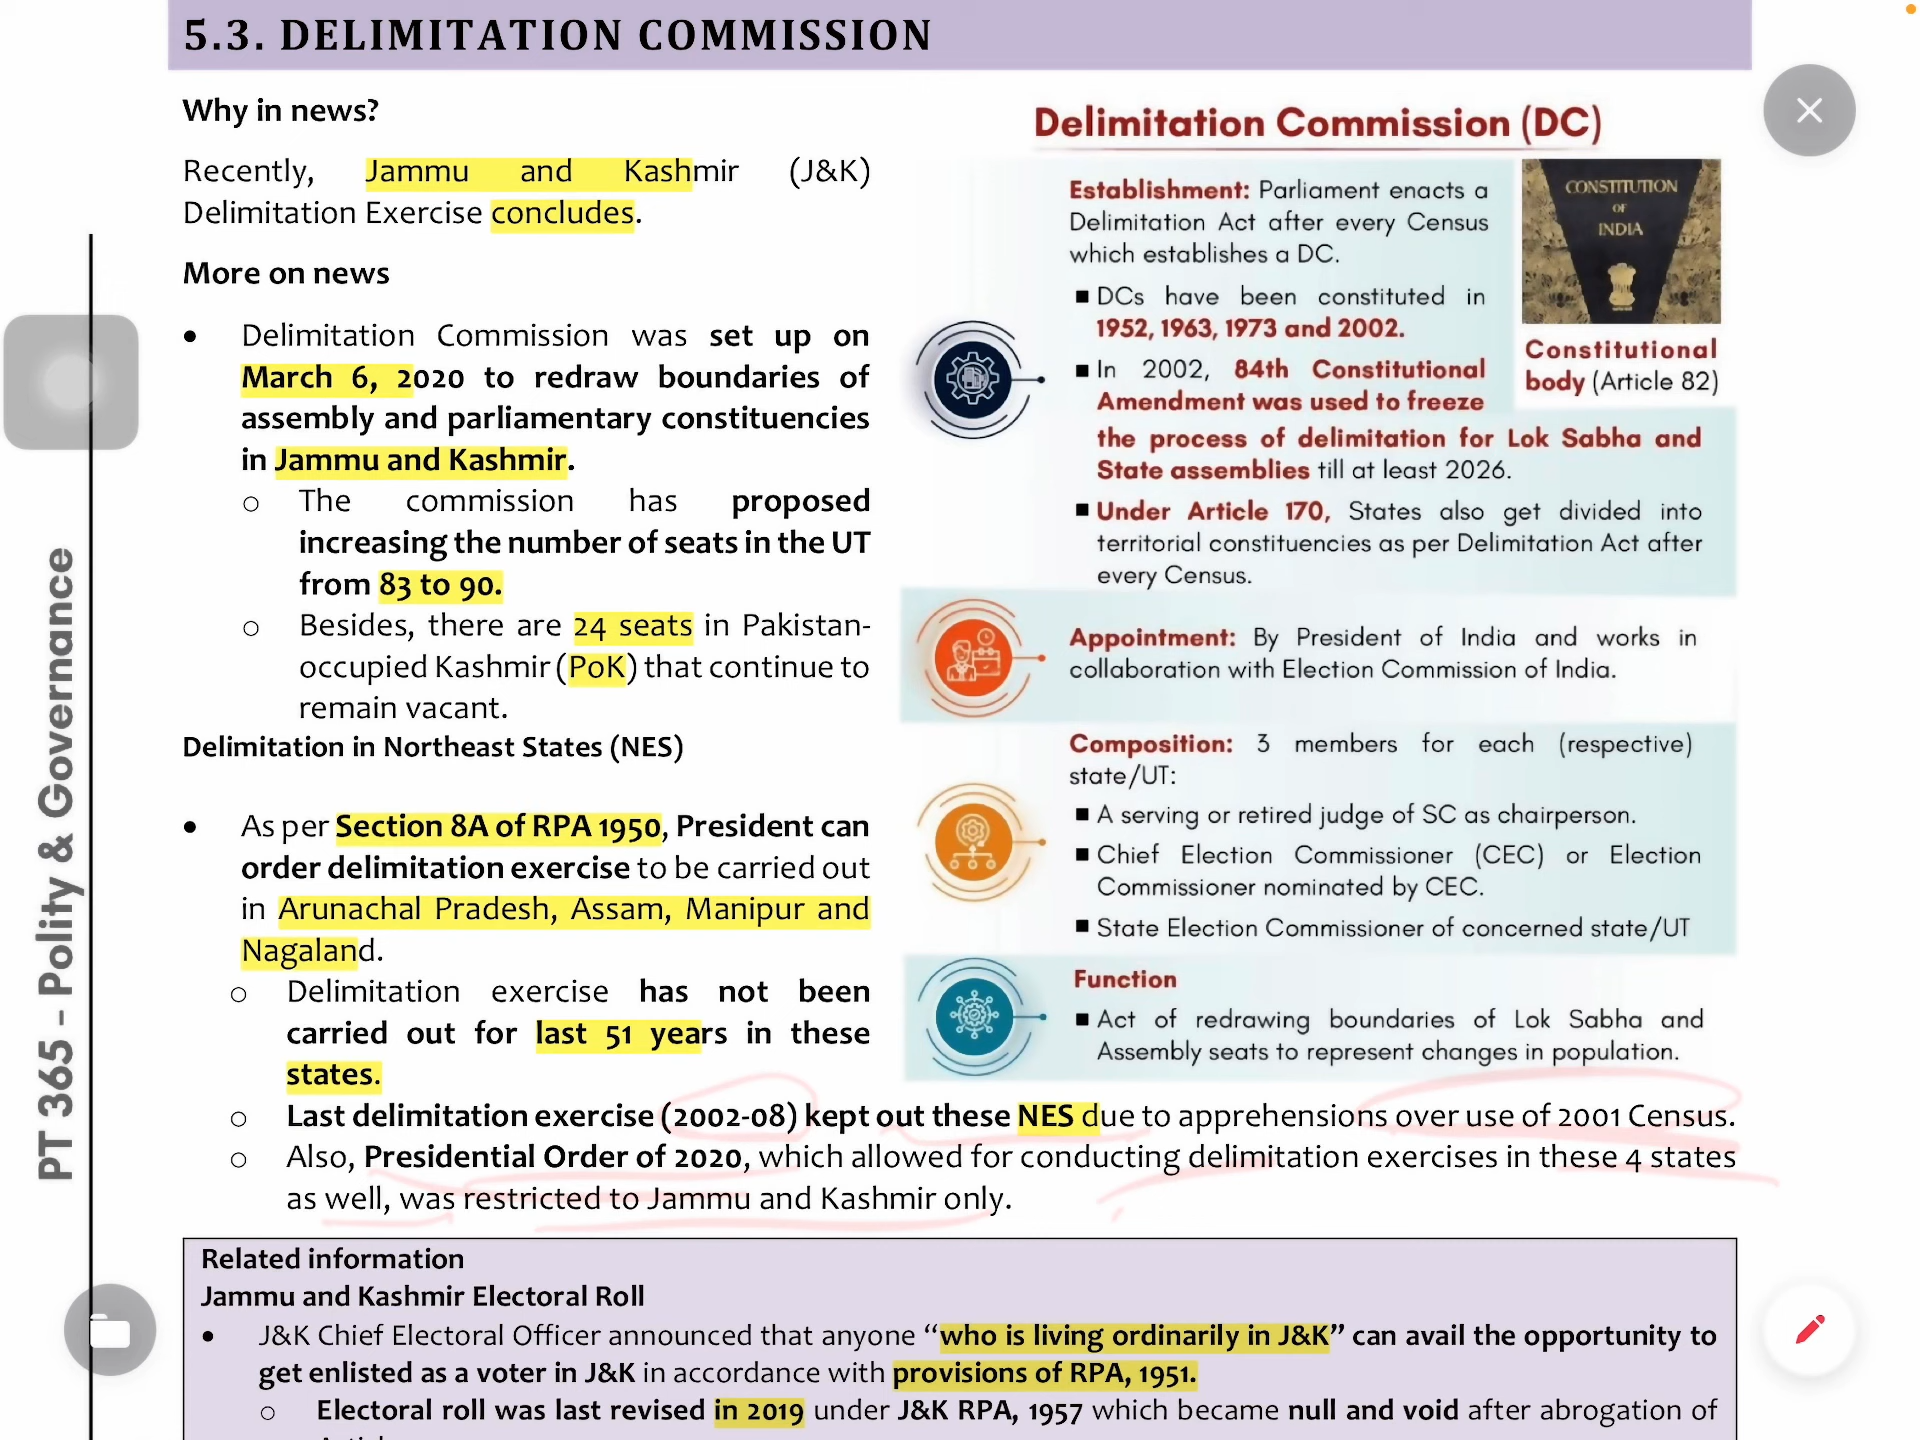 5.3. DELIMITATION COMMISSION
Why in news?
Recently, Jammu and Kashmir (J&K)
Delimitation Exercise concludes.
More on news
• Delimitation Commission was set up on
March 6, 2020 to redraw boundaries of
assembly and parliamentary constituencies
in Jammu and Kashmir.
o The commission has proposed
increasing the number of seats in the UT
from 83 to 90.
o Besides, there are 24 seats in Pakistan-
occupied Kashmir (PoK) that continue to
remain vacant.
Delimitation in Northeast States (NES)
• As per Section 8A of RPA 1950, President can
order delimitation exercise to be carried out
in Arunachal Pradesh, Assam, Manipur and
Nagaland.
o Delimitation exercise has not been
carried out for last 51 years in these
states.
o Last delimitation exercise (2002-08) kept out these NES due to apprehensions over use of 2001 Census.
o Also, Presidential Order of 2020, which allowed for conducting delimitation exercises in these 4 states
as well, was restricted to Jammu and Kashmir only.
Delimitation Commission (DC)
Establishment: Parliament enacts a
Delimitation Act after every Census
which establishes a DC.
■ DCs have been constituted in
1952, 1963, 1973 and 2002.
■ In 2002, 84th Constitutional
Amendment was used to freeze
the process of delimitation for Lok Sabha and
State assemblies till at least 2026.
■ Under Article 170, States also get divided into
territorial constituencies as per Delimitation Act after
every Census.
CONSTITUTION
OF
INDIA
Constitutional
body (Article 82)
Appointment: By President of India and works in
collaboration with Election Commission of India.
Composition: 3 members for each (respective)
state/UT:
■ A serving or retired judge of SC as chairperson.
■ Chief Election Commissioner (CEC) or Election
Commissioner nominated by CEC.
■ State Election Commissioner of concerned state/UT
Function
■ Act of redrawing boundaries of Lok Sabha and
Assembly seats to represent changes in population.
Related information
Jammu and Kashmir Electoral Roll
• J&K Chief Electoral Officer announced that anyone “who is living ordinarily in J&K” can avail the opportunity to
get enlisted as a voter in J&K in accordance with provisions of RPA, 1951.
o Electoral roll was last revised in 2019 under J&K RPA, 1957 which became null and void after abrogation of
PT 365 - Polity & Governance